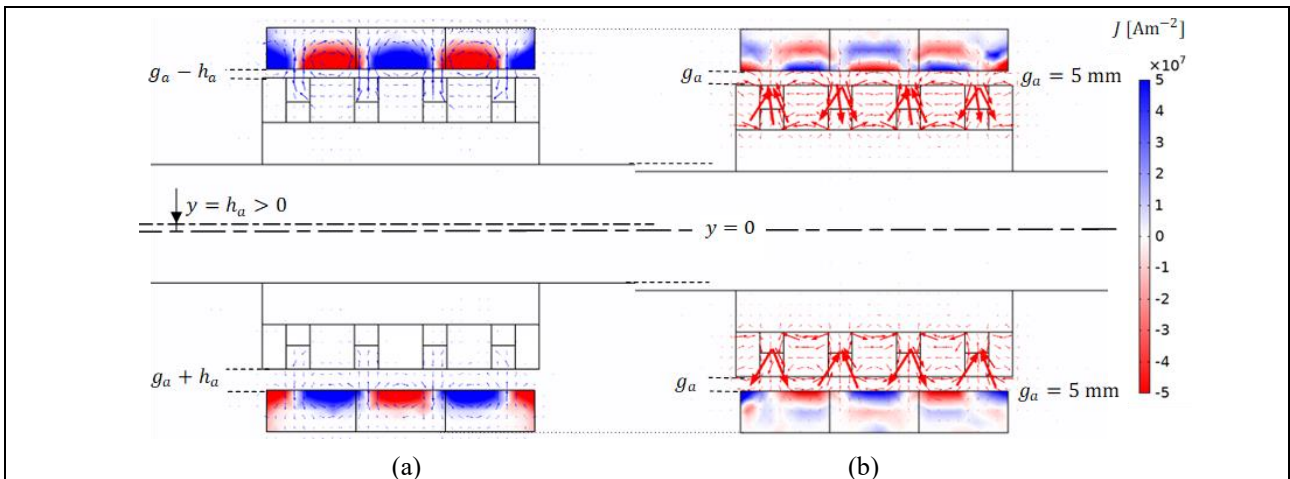 J [Am⁻²]
×10⁷
g_a − h_a
g_a
g_a = 5 mm
5
4
3
2
1
0
-1
-2
-3
-4
-5
y = h_a > 0
y = 0
g_a + h_a
g_a
g_a = 5 mm
(a)
(b)